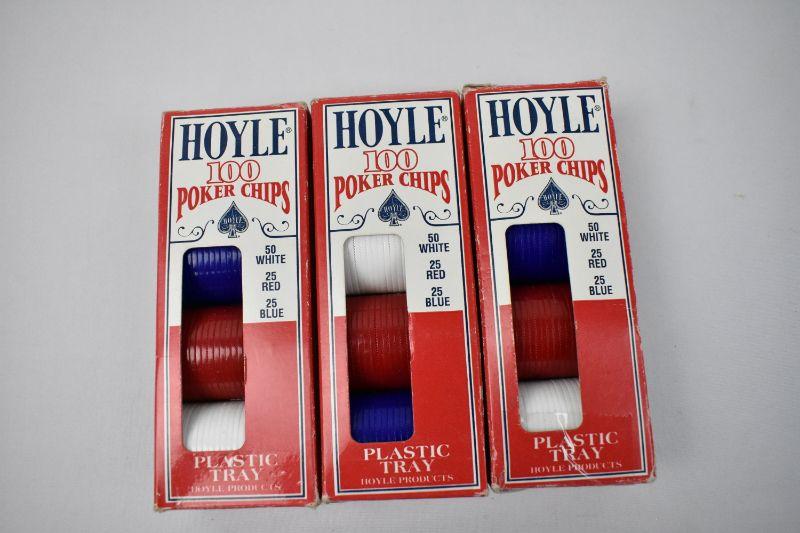 HOYLE®
100
POKER CHIPS
HOYLE
50
WHITE
25
RED
25
BLUE
PLASTIC
TRAY
HOYLE PRODUCTS
HOYLE®
100
POKER CHIPS
HOYLE
50
WHITE
25
RED
25
BLUE
PLASTIC
TRAY
HOYLE PRODUCTS
HOYLE®
100
POKER CHIPS
HOYLE
50
WHITE
25
RED
25
BLUE
PLASTIC
TRAY
HOYLE PRODUCTS